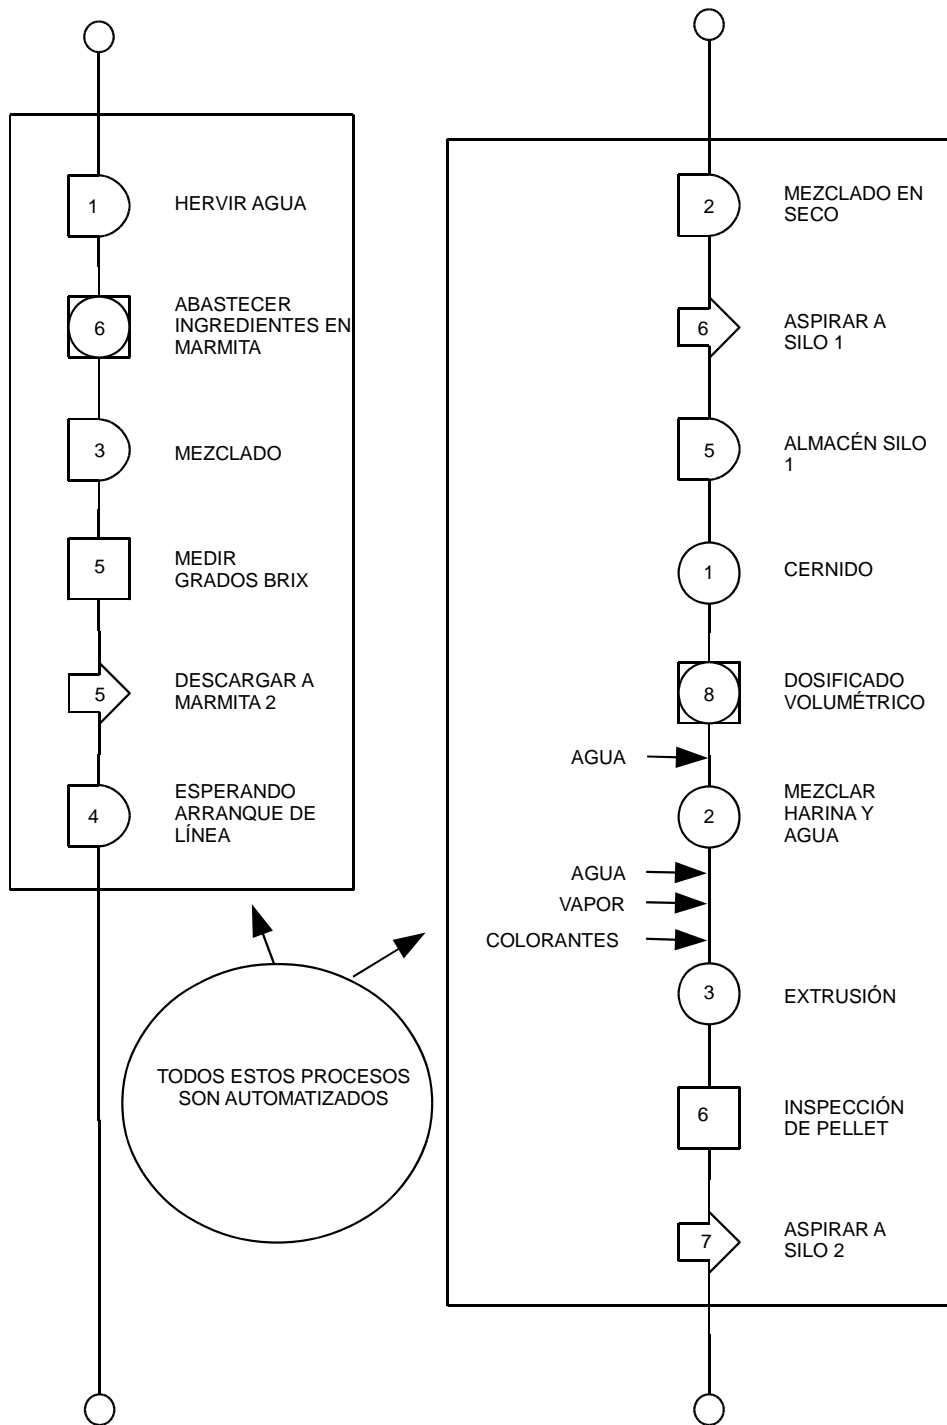 1
HERVIR AGUA
6
ABASTECER
INGREDIENTES EN
MARMITA
3
MEZCLADO
5
MEDIR
GRADOS BRIX
5
DESCARGAR A
MARMITA 2
4
ESPERANDO
ARRANQUE DE
LÍNEA
TODOS ESTOS PROCESOS
SON AUTOMATIZADOS
2
MEZCLADO EN
SECO
6
ASPIRAR A
SILO 1
5
ALMACÉN SILO
1
1
CERNIDO
8
DOSIFICADO
VOLUMÉTRICO
AGUA
2
MEZCLAR
HARINA Y
AGUA
AGUA
VAPOR
COLORANTES
3
EXTRUSIÓN
6
INSPECCIÓN
DE PELLET
7
ASPIRAR A
SILO 2